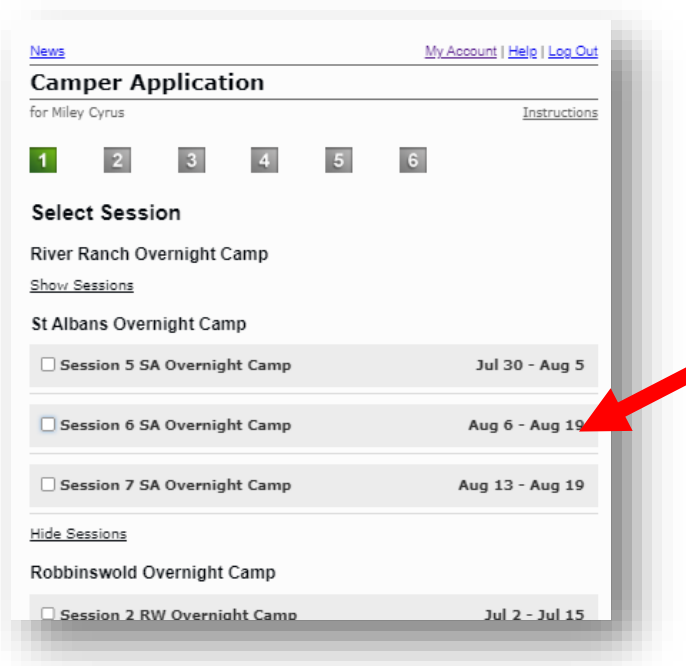 News My Account | Help | Log Out
Camper Application
for Miley Cyrus Instructions
1 2 3 4 5 6
Select Session
River Ranch Overnight Camp
Show Sessions
St Albans Overnight Camp
Session 5 SA Overnight Camp Jul 30 - Aug 5
Session 6 SA Overnight Camp Aug 6 - Aug 19
Session 7 SA Overnight Camp Aug 13 - Aug 19
Hide Sessions
Robbinswold Overnight Camp
Session 2 RW Overnight Camp Jul 2 - Jul 15